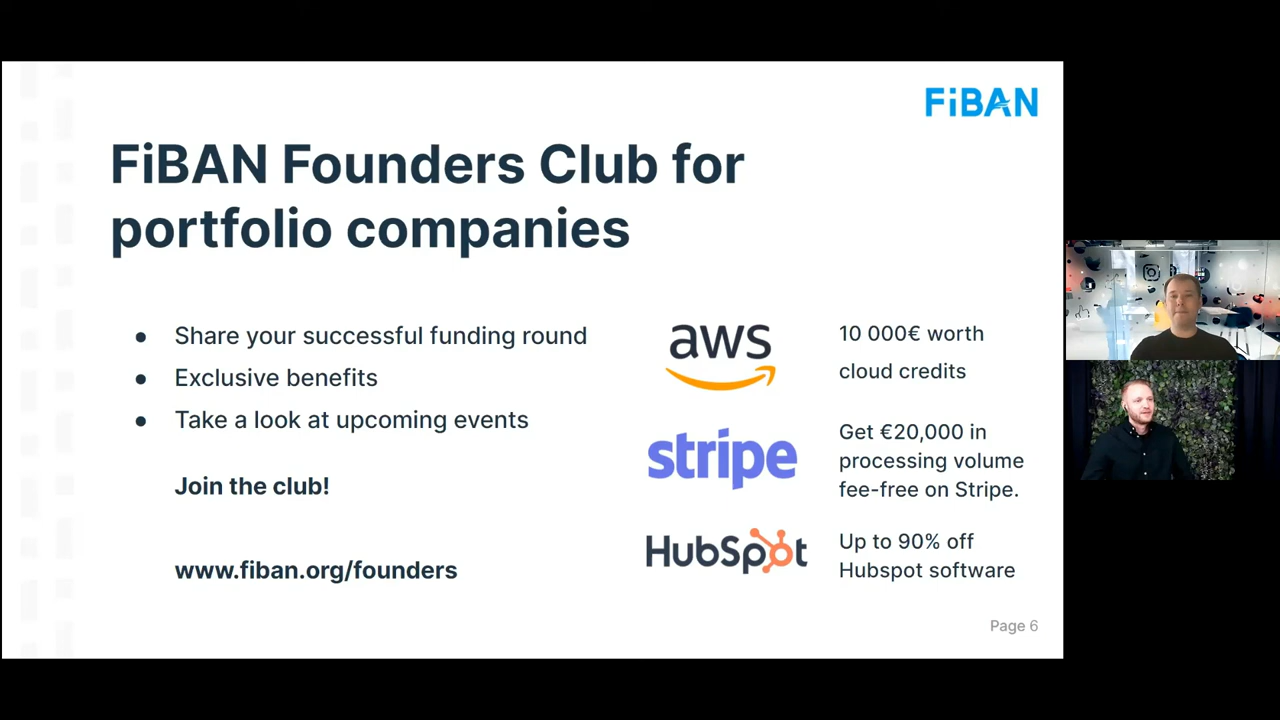 FiBAN
FiBAN Founders Club for
portfolio companies
● Share your successful funding round
● Exclusive benefits
● Take a look at upcoming events
Join the club!
www.fiban.org/founders
aws
10 000€ worth
cloud credits
stripe
Get €20,000 in
processing volume
fee-free on Stripe.
HubSpot
Up to 90% off
Hubspot software
Page 6